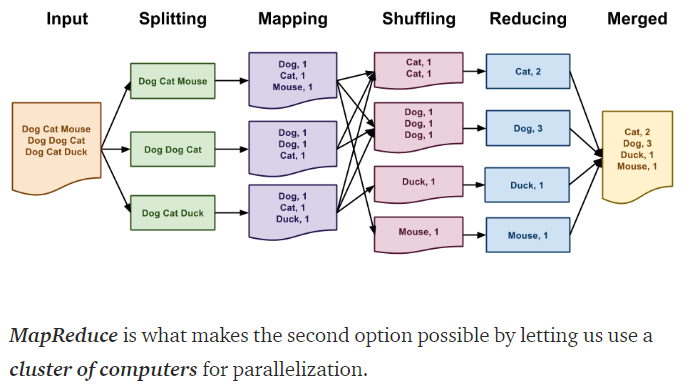 Input
Splitting
Mapping
Shuffling
Reducing
Merged
Dog Cat Mouse
Dog Dog Cat
Dog Cat Duck
Dog Cat Mouse
Dog Dog Cat
Dog Cat Duck
Dog, 1
Cat, 1
Mouse, 1
Dog, 1
Dog, 1
Cat, 1
Dog, 1
Cat, 1
Duck, 1
Cat, 1
Cat, 1
Dog, 1
Dog, 1
Dog, 1
Duck, 1
Mouse, 1
Cat, 2
Dog, 3
Duck, 1
Mouse, 1
Cat, 2
Dog, 3
Duck, 1
Mouse, 1
MapReduce is what makes the second option possible by letting us use a
cluster of computers for parallelization.